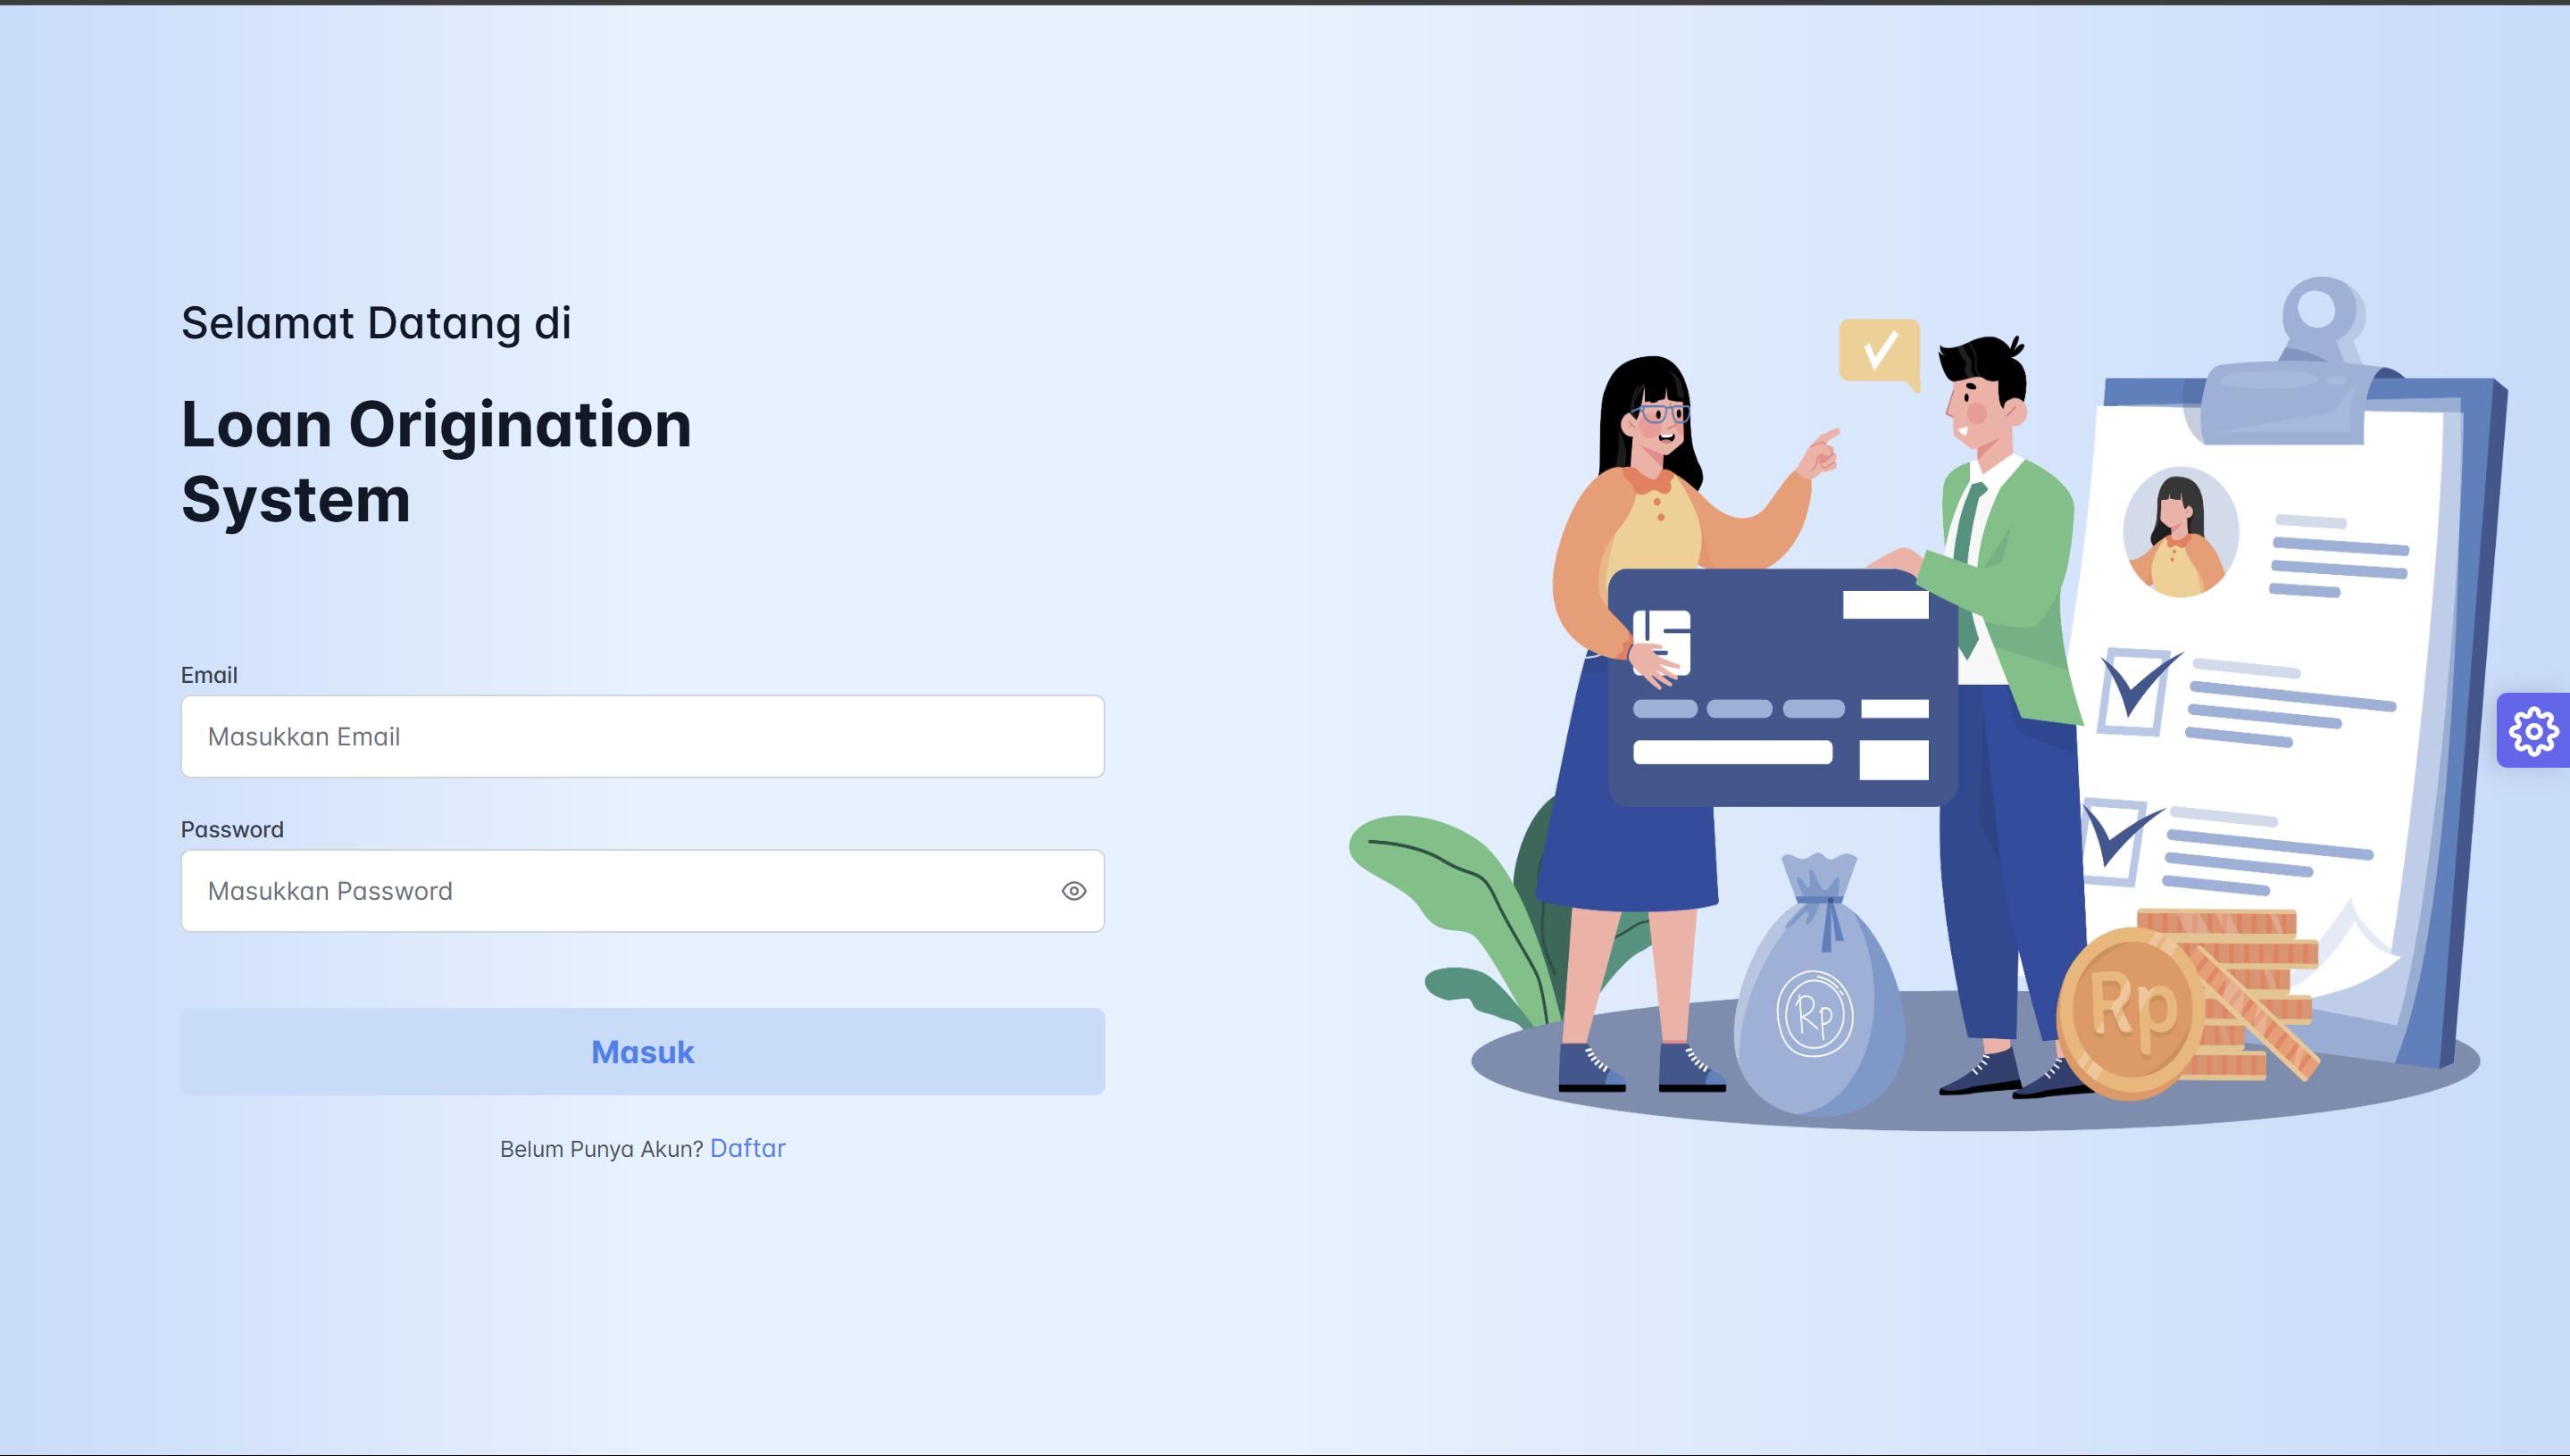 Selamat Datang di
Loan Origination
System
Email
Masukkan Email
Password
Masukkan Password
Masuk
Belum Punya Akun? Daftar
Rp
Rp